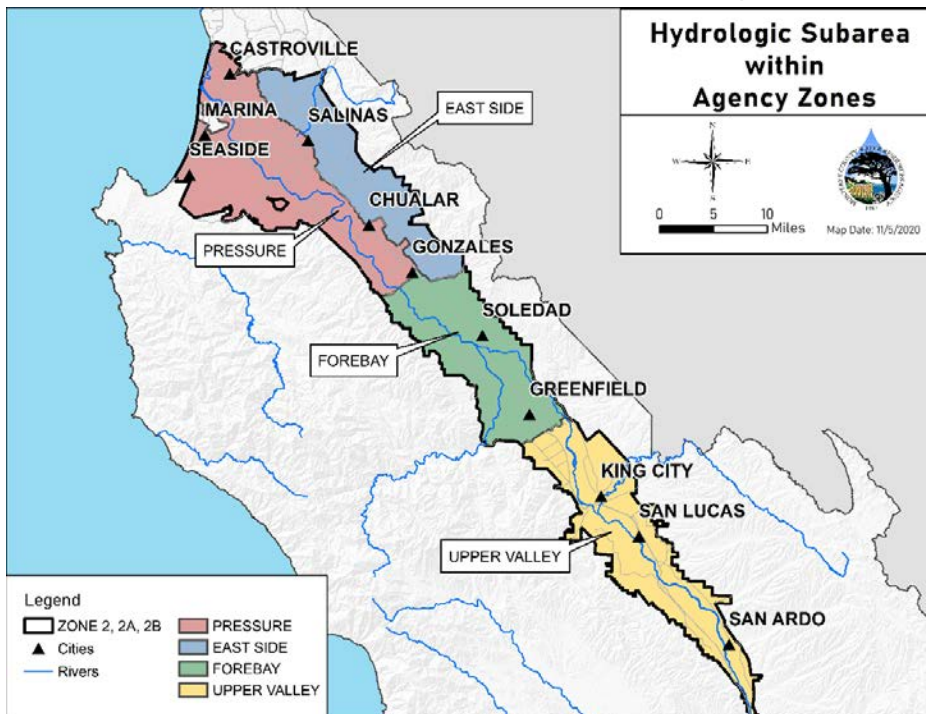 Hydrologic Subarea
within
Agency Zones
N
W
E
S
0 5 10
Miles
Map Date: 11/5/2020
CASTROVILLE
MARINA
SALINAS
EAST SIDE
SEASIDE
CHUALAR
PRESSURE
GONZALES
SOLEDAD
FOREBAY
GREENFIELD
KING CITY
SAN LUCAS
UPPER VALLEY
SAN ARDO
Legend
ZONE 2, 2A, 2B
Cities
Rivers
PRESSURE
EAST SIDE
FOREBAY
UPPER VALLEY